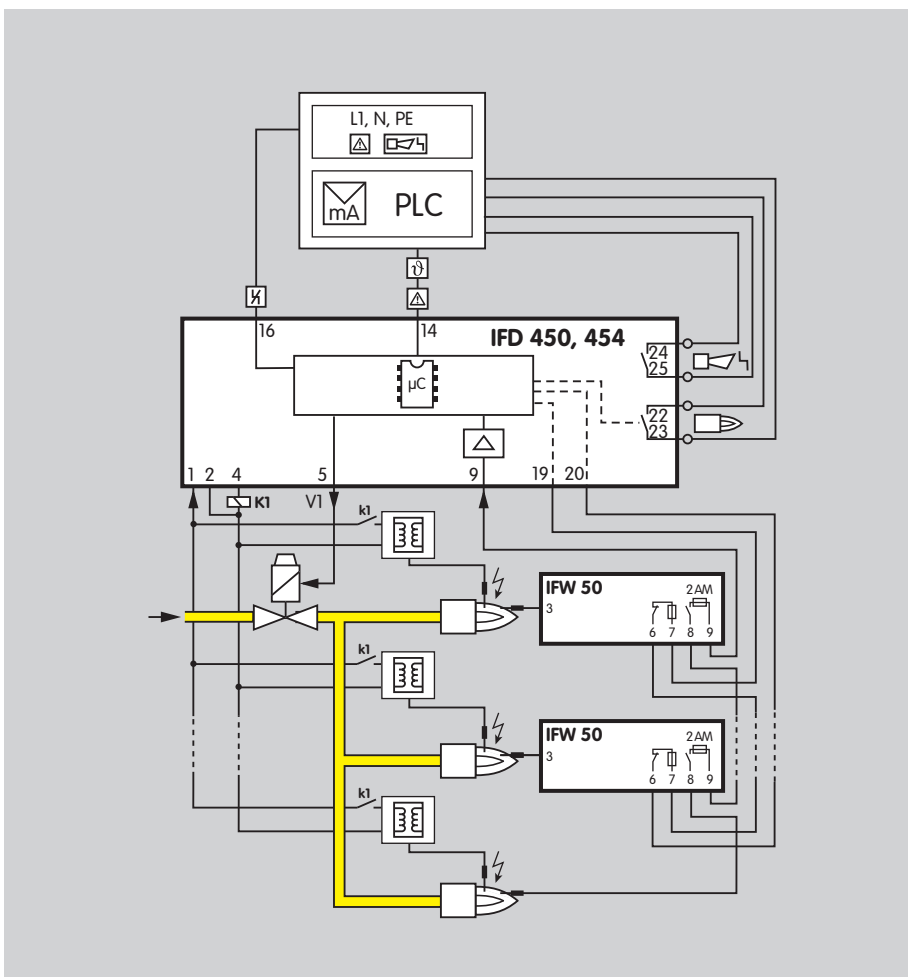 L1, N, PE
mA PLC
ϑ
16 14 IFD 450, 454
24
25
µC
22
23
1 2 4 5 9 19 20
K1 V1
k1
IFW 50 2AM
3
6 7 8 9
k1
IFW 50 2AM
3
6 7 8 9
k1